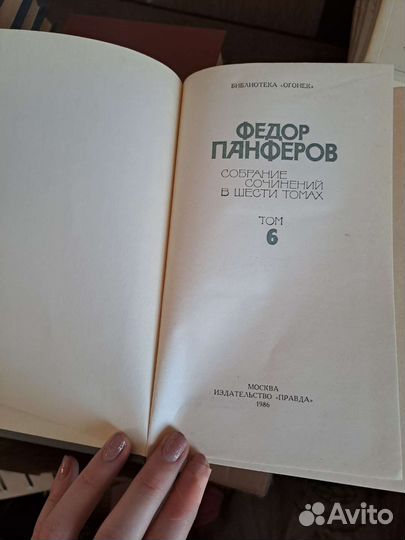 БИБЛИОТЕКА «ОГОНЕК»
ФЕДОР
ПАНФЕРОВ
СОБРАНИЕ
СОЧИНЕНИЙ
В ШЕСТИ ТОМАХ
ТОМ
6
МОСКВА
ИЗДАТЕЛЬСТВО «ПРАВДА»
1986
Avito